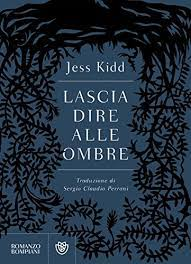 Jess Kidd
LASCIA
DIRE
ALLE
OMBRE
Traduzione di
Sergio Claudio Perroni
ROMANZO
BOMPIANI